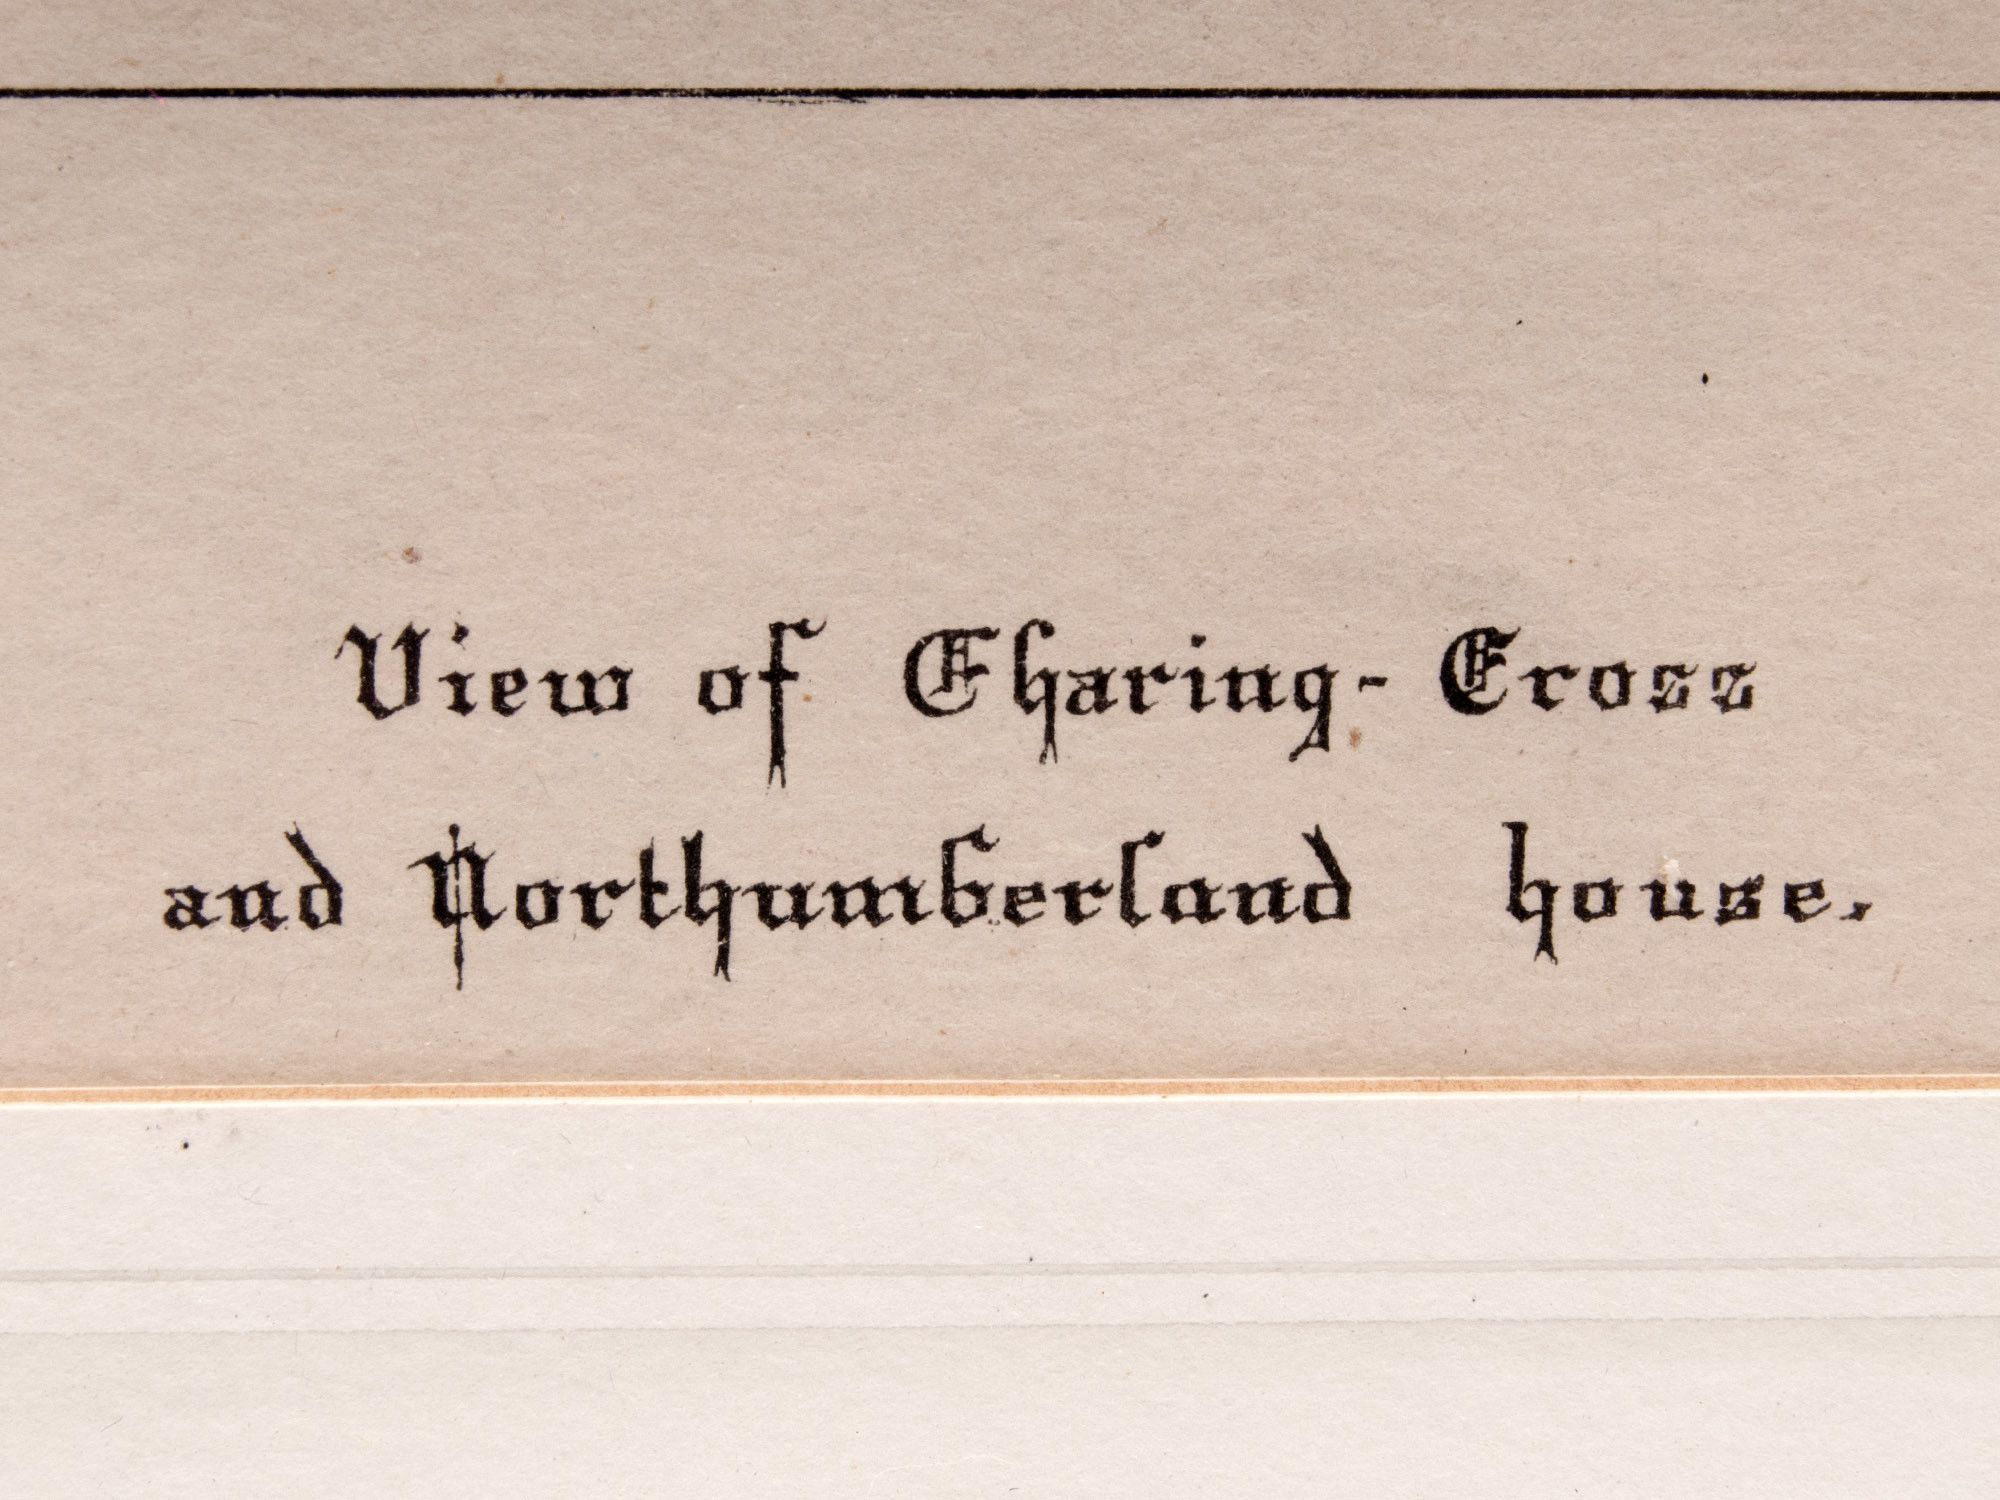 View of Charing-Cross
and Northumberland house.